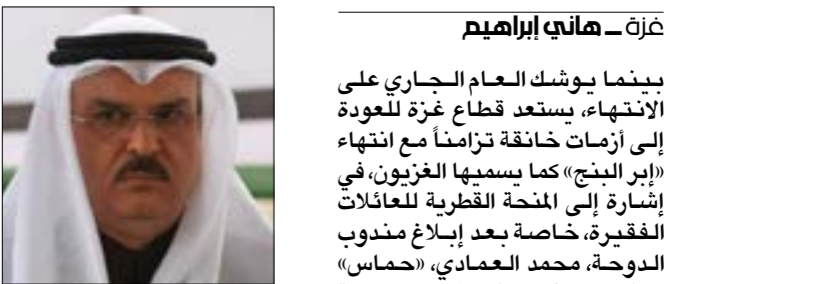 غزة ــ هاني إبراهيم
بينما يوشك العام الجاري على
الانتهاء، يستعد قطاع غزة للعودة
إلى أزمات خانقة تزامناً مع انتهاء
«إبر البنج» كما يسميها الغزيون، في
إشارة إلى المنحة القطرية للعائلات
الفقيرة، خاصة بعد إبلاغ مندوب
الدوحة، محمد العمادي، «حماس»